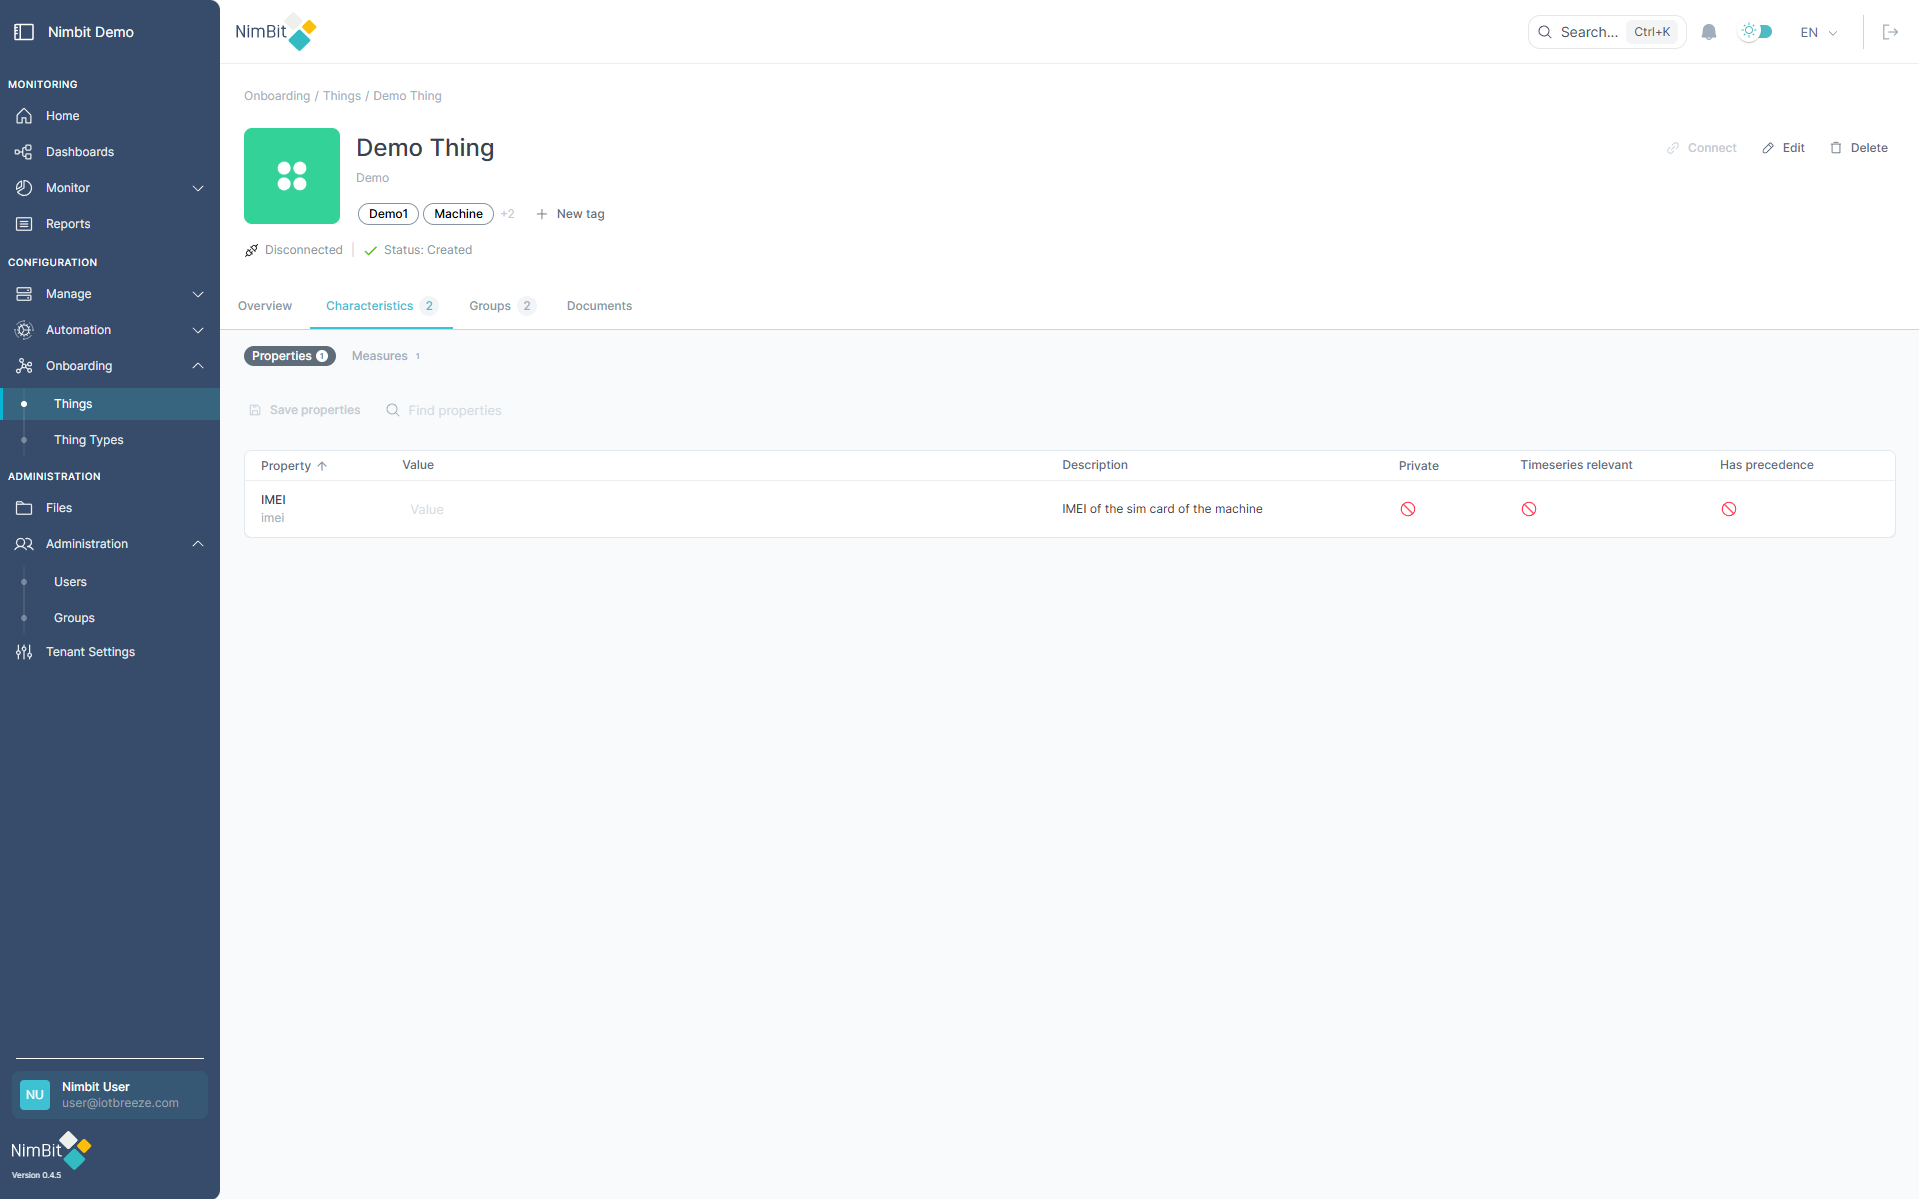 Nimbit Demo
MONITORING
Home
Dashboards
Monitor
Reports
CONFIGURATION
Manage
Automation
Onboarding
Things
Thing Types
ADMINISTRATION
Files
Administration
Users
Groups
Tenant Settings
NU
Nimbit User
user@iotbreeze.com
NimBit
Version 0.4.5
NimBit
Search... Ctrl+K
EN
Onboarding / Things / Demo Thing
Demo Thing
Connect Edit Delete
Demo
Demo1 Machine +2 New tag
Disconnected Status: Created
Overview Characteristics 2 Groups 2 Documents
Properties 1 Measures 1
Save properties Find properties
Property Value Description Private Timeseries relevant Has precedence
IMEI
imei
Value
IMEI of the sim card of the machine